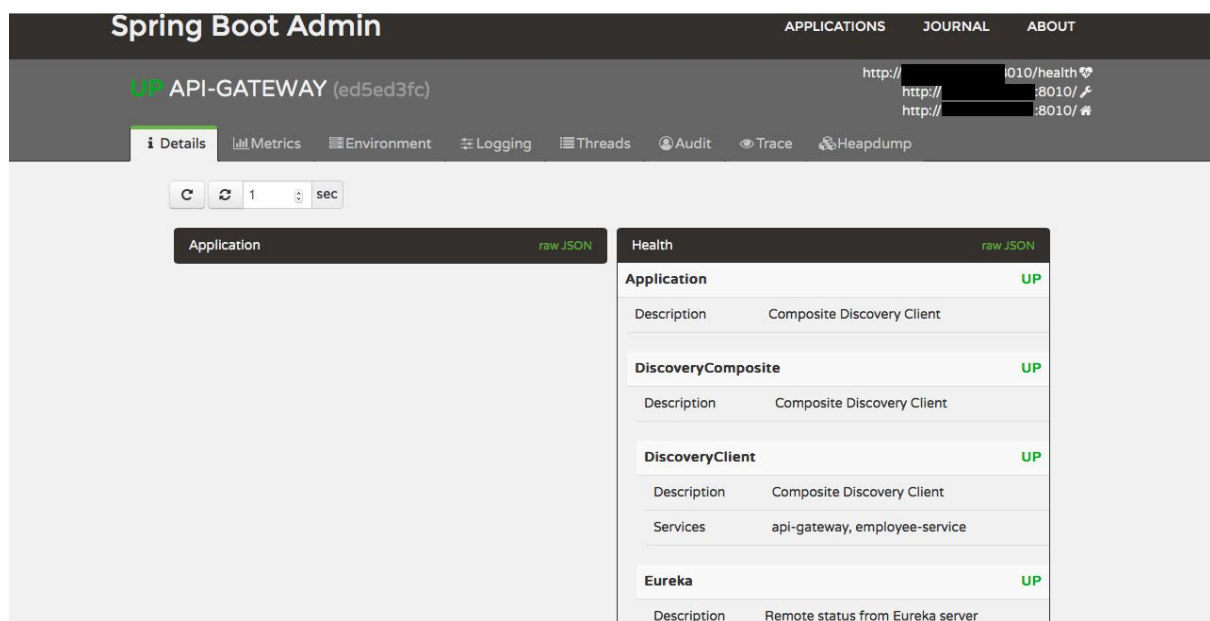 Spring Boot Admin APPLICATIONS JOURNAL ABOUT
UP API-GATEWAY (ed5ed3fc)
http:// 010/health
http:// :8010/
http:// :8010/
Details Metrics Environment Logging Threads Audit Trace Heapdump
1 sec
Application raw JSON
Health raw JSON
Application UP
Description Composite Discovery Client
DiscoveryComposite UP
Description Composite Discovery Client
DiscoveryClient UP
Description Composite Discovery Client
Services api-gateway, employee-service
Eureka UP
Description Remote status from Eureka server